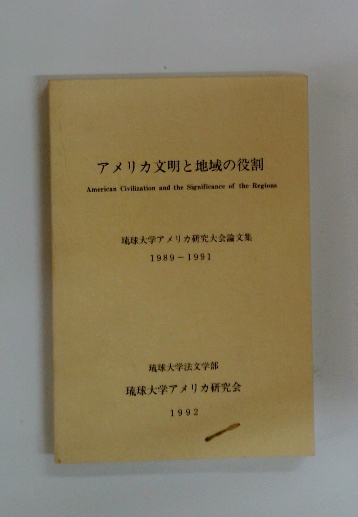 アメリカ文明と地域の役割
American Civilization and the Significance of the Regions
琉球大学アメリカ研究大会論文集
1989－1991
琉球大学法文学部
琉球大学アメリカ研究会
1992